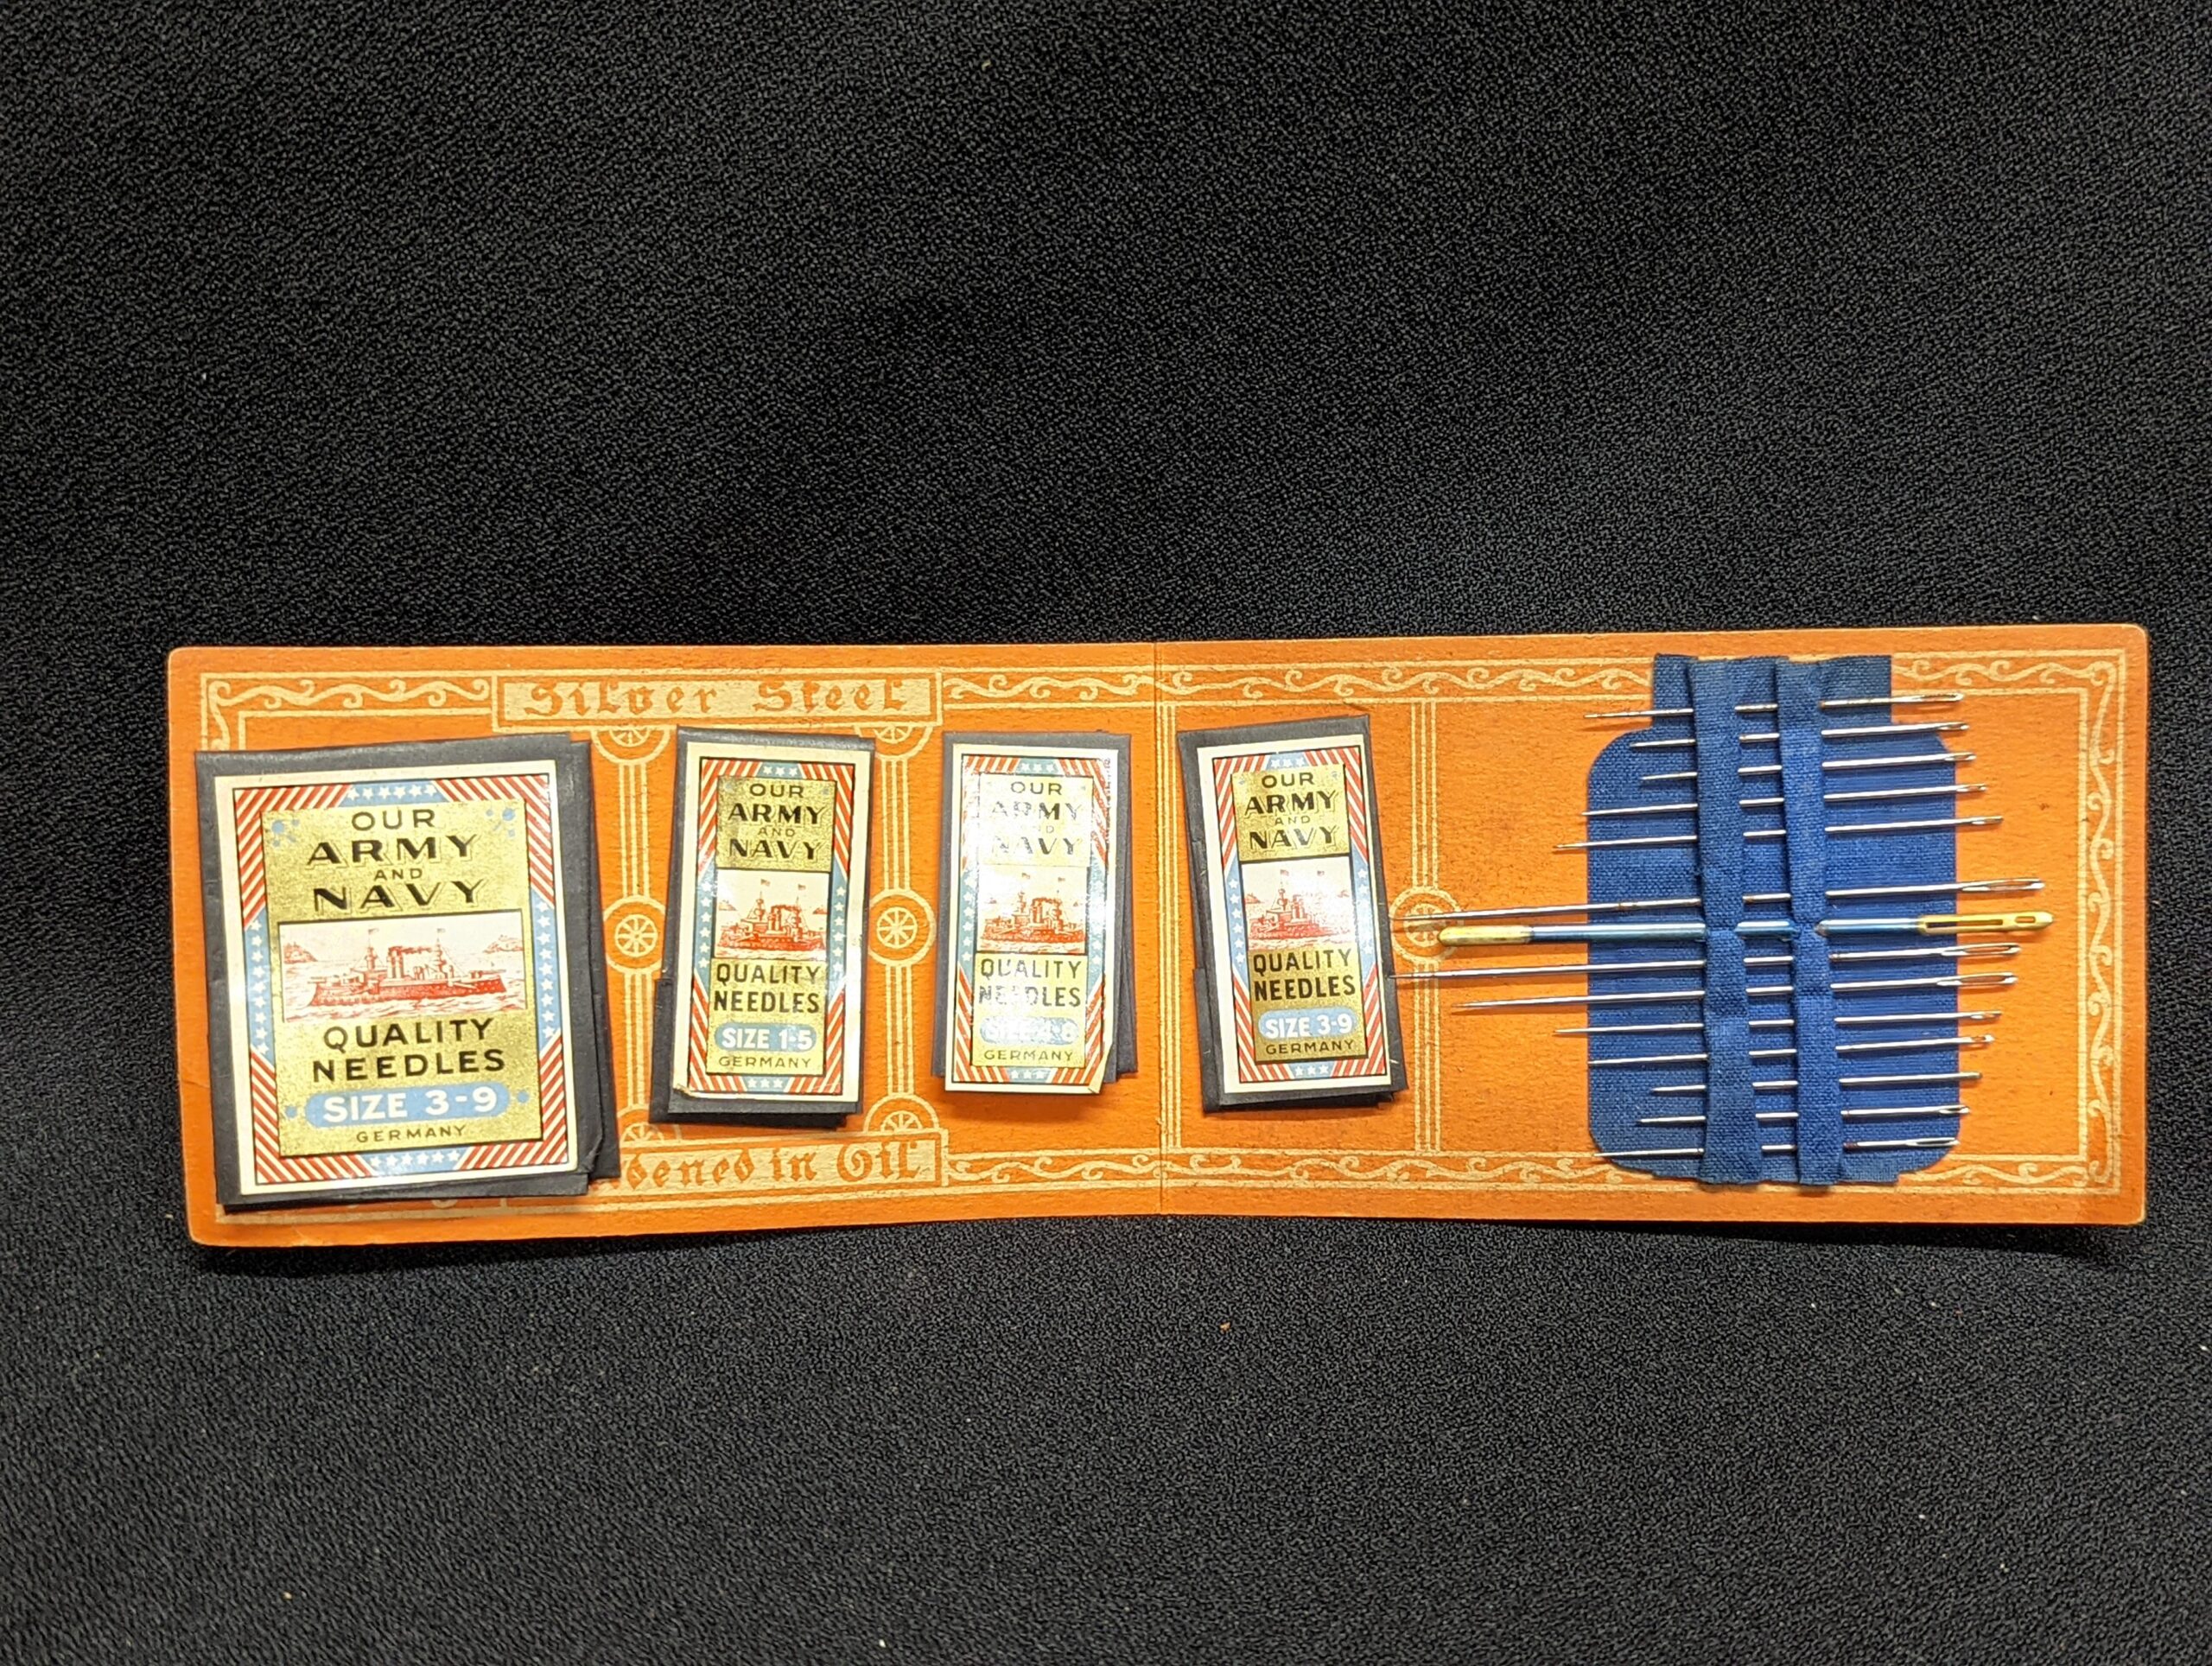 Silver Steel
OUR
ARMY
AND
NAVY
QUALITY
NEEDLES
SIZE 3-9
GERMANY
OUR
ARMY
AND
NAVY
QUALITY
NEEDLES
SIZE 1-5
GERMANY
OUR
ARMY
AND
NAVY
QUALITY
NEEDLES
SIZE
GERMANY
OUR
ARMY
AND
NAVY
QUALITY
NEEDLES
SIZE 3-9
GERMANY
dened in Oil